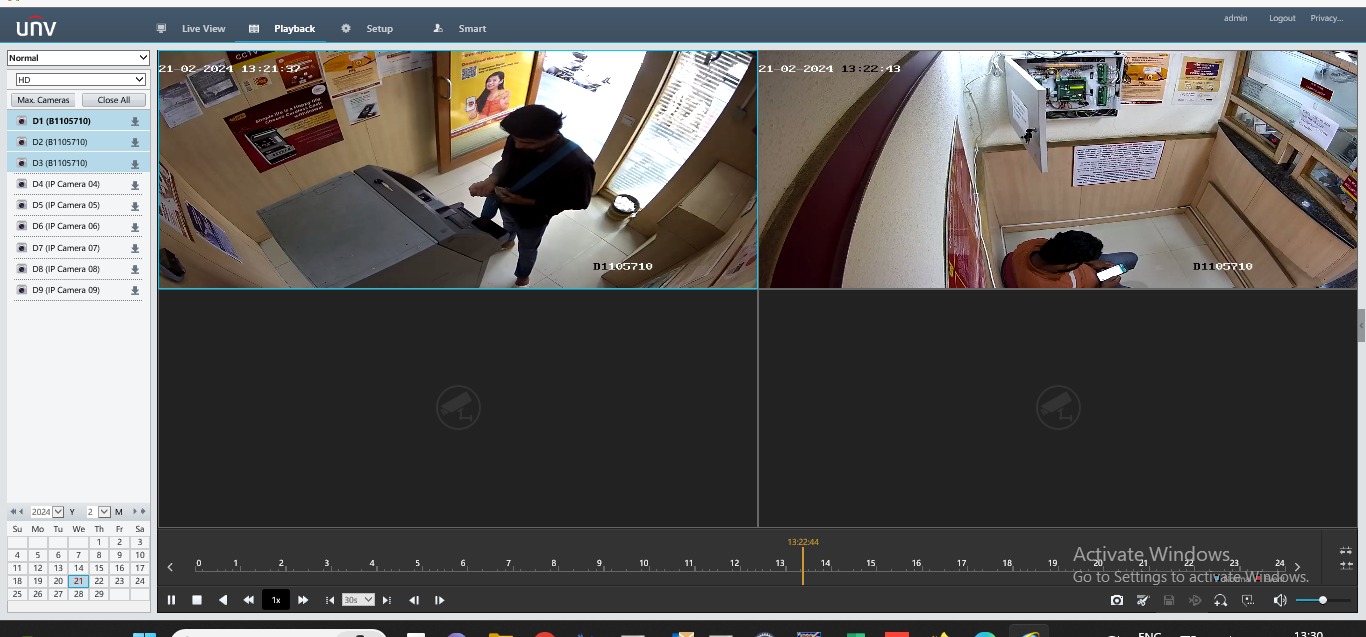 unv
Live View
Playback
Setup
Smart
admin
Logout
Privacy...
Normal
HD
Max. Cameras
Close All
D1 (B1105710)
D2 (B1105710)
D3 (B1105710)
D4 (IP Camera 04)
D5 (IP Camera 05)
D6 (IP Camera 06)
D7 (IP Camera 07)
D8 (IP Camera 08)
D9 (IP Camera 09)
21-02-2024 13:21:37
CCTV
D1105710
21-02-2024 13:22:43
D1105710
2024 Y 2 M
Su Mo Tu We Th Fr Sa
1 2 3
4 5 6 7 8 9 10
11 12 13 14 15 16 17
18 19 20 21 22 23 24
25 26 27 28 29
13:22:44
0 1 2 3 4 5 6 7 8 9 10 11 12 13 14 15 16 17 18 19 20 21 22 23 24
Activate Windows
Go to Settings to activate Windows.
1x
30s
ENG
13:30